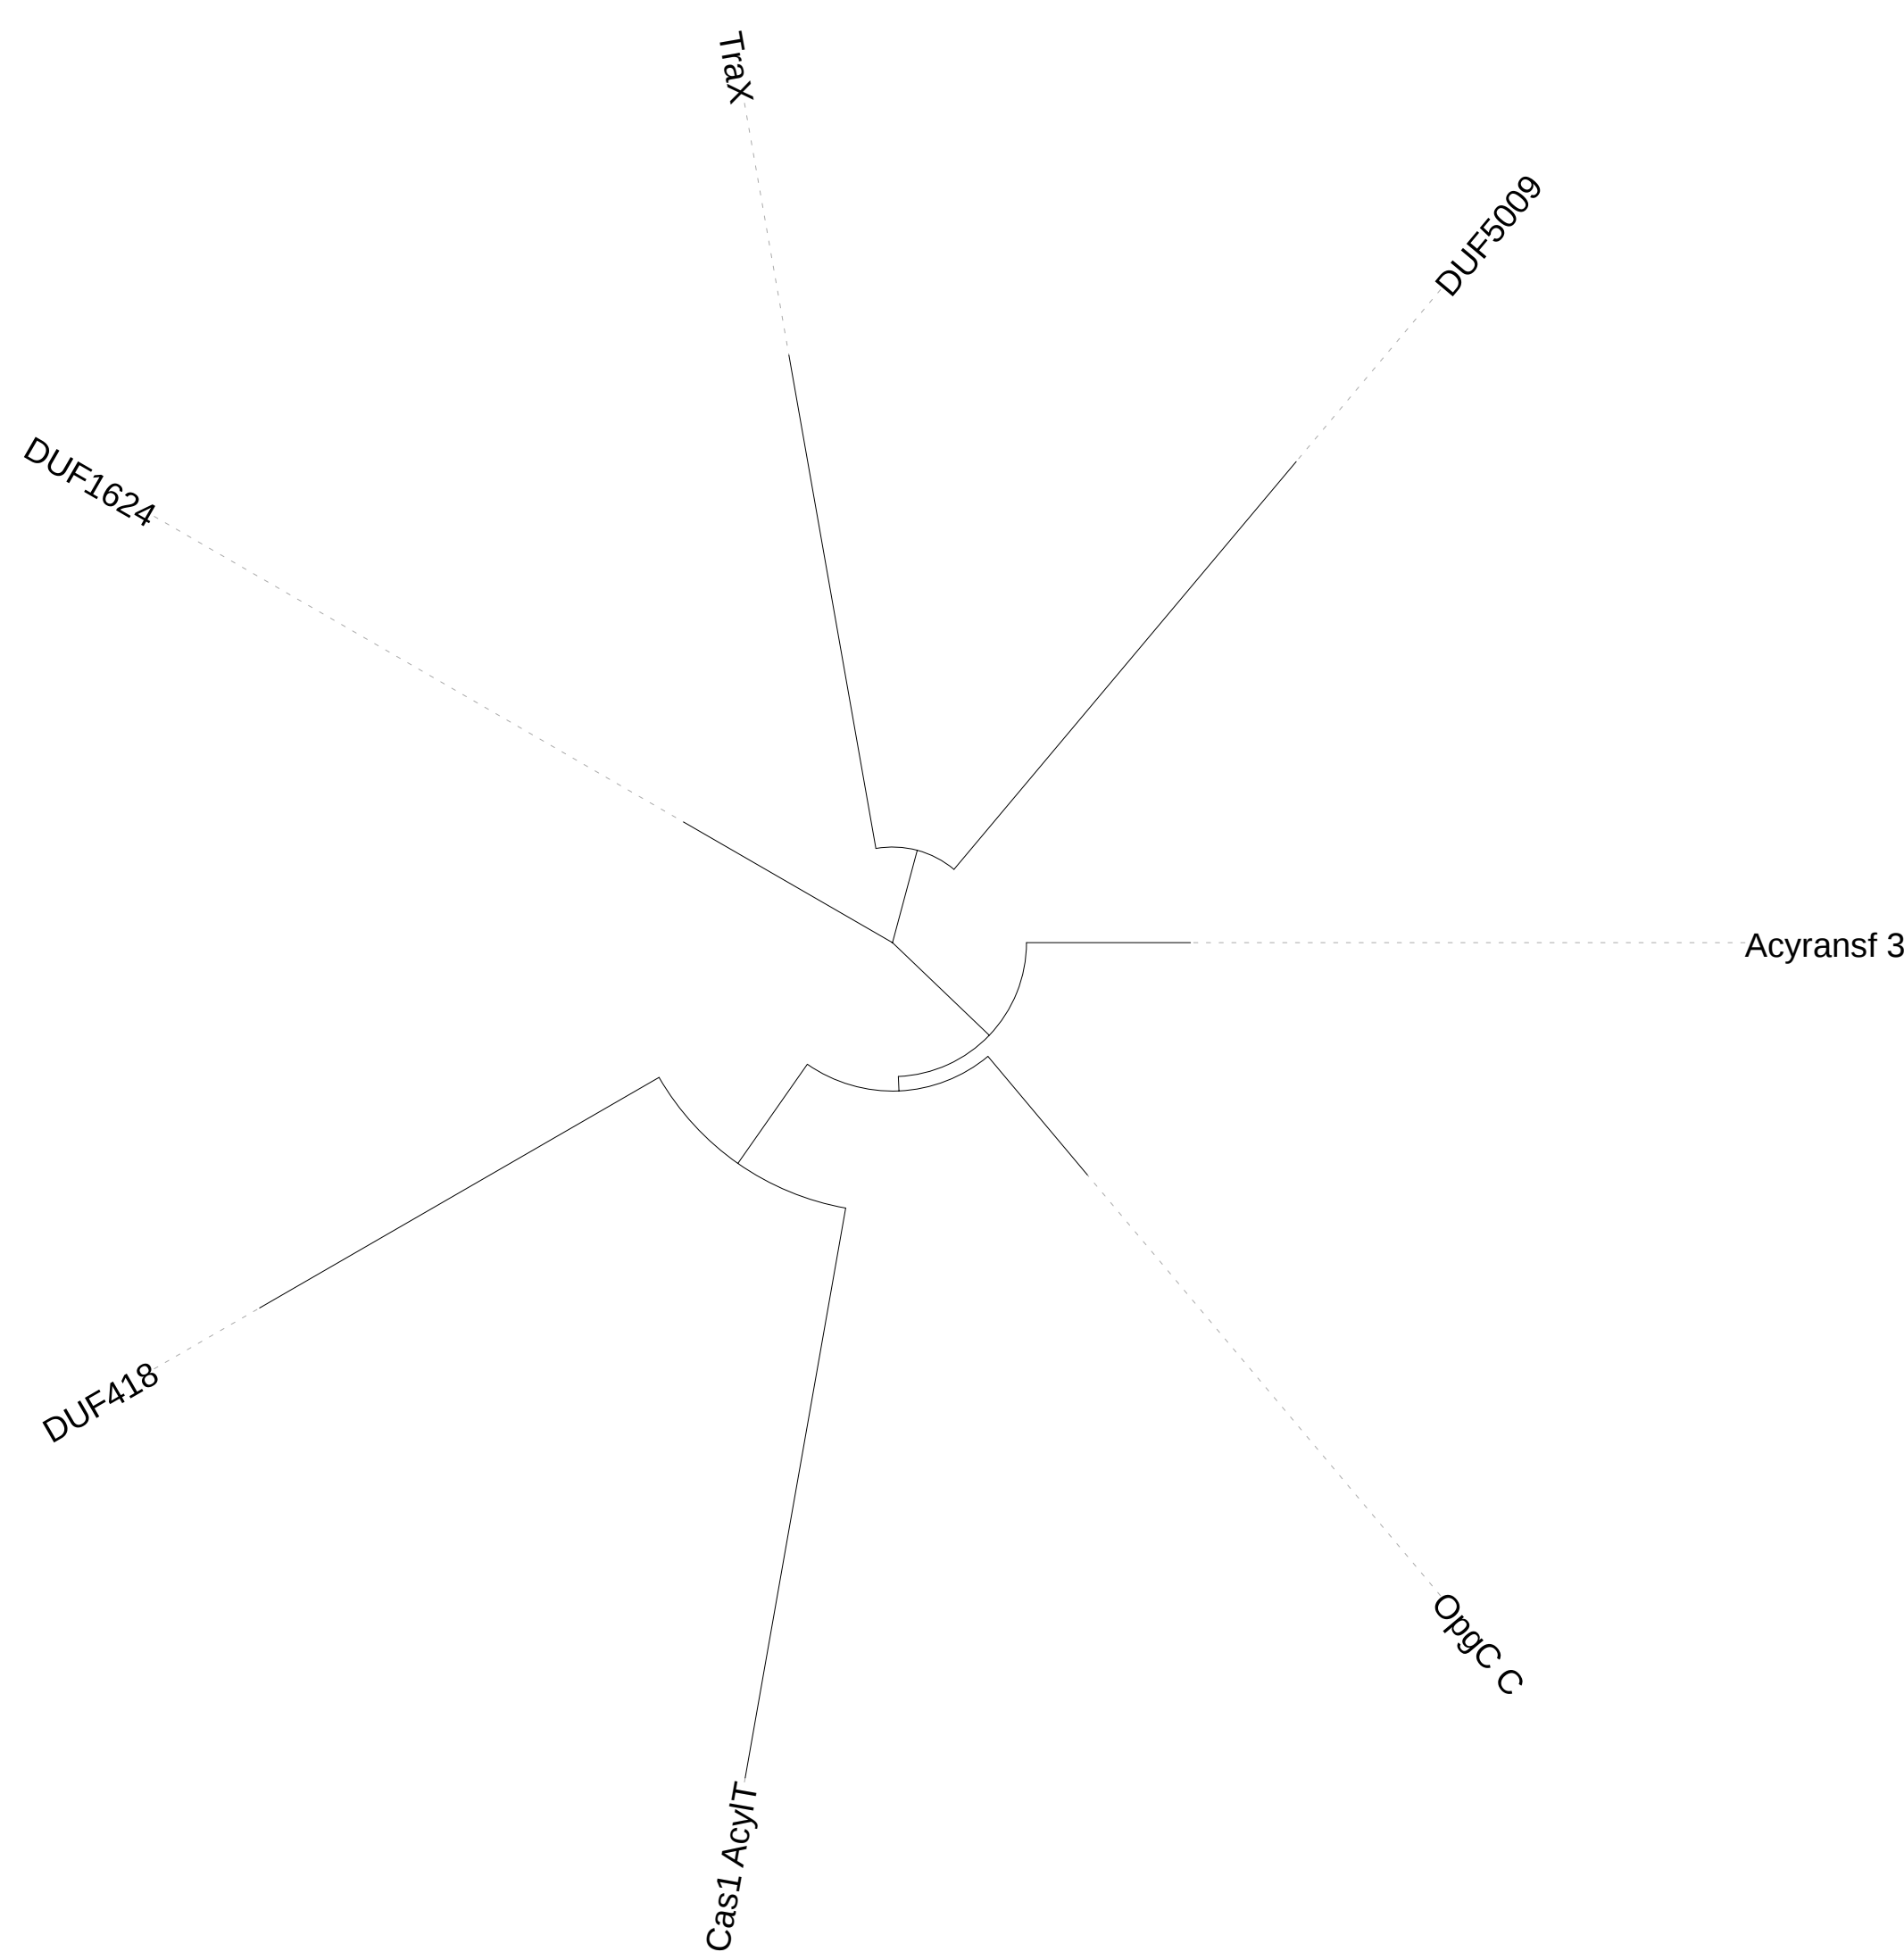 TraX
DUF5009
DUF1624
Acyransf 3
DUF418
OpgC C
Cas1 AcylT